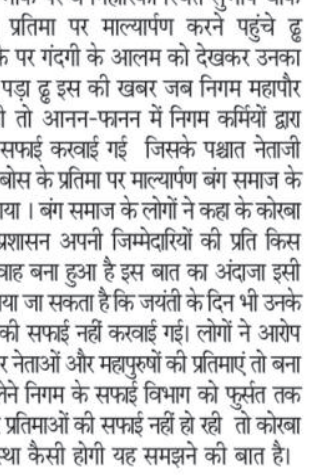 प्रतिमा पर माल्यार्पण करने पहुंचे ढ्ढ
पर गंदगी के आलम को देखकर उनका
पड़ा ढ्ढ इस की खबर जब निगम महापौर
तो आनन-फानन में निगम कर्मियों द्वारा
सफाई करवाई गई जिसके पश्चात नेताजी
बोस के प्रतिमा पर माल्यार्पण बंग समाज के
या । बंग समाज के लोगों ने कहा के कोरबा
प्रशासन अपनी जिम्मेदारियों की प्रति किस
वाह बना हुआ है इस बात का अंदाजा इसी
या जा सकता है कि जयंती के दिन भी उनके
की सफाई नहीं करवाई गई। लोगों ने आरोप
र नेताओं और महापुरुषों की प्रतिमाएं तो बना
लेने निगम के सफाई विभाग को फुर्सत तक
प्रतिमाओं की सफाई नहीं हो रही तो कोरबा
स्था कैसी होगी यह समझने की बात है।